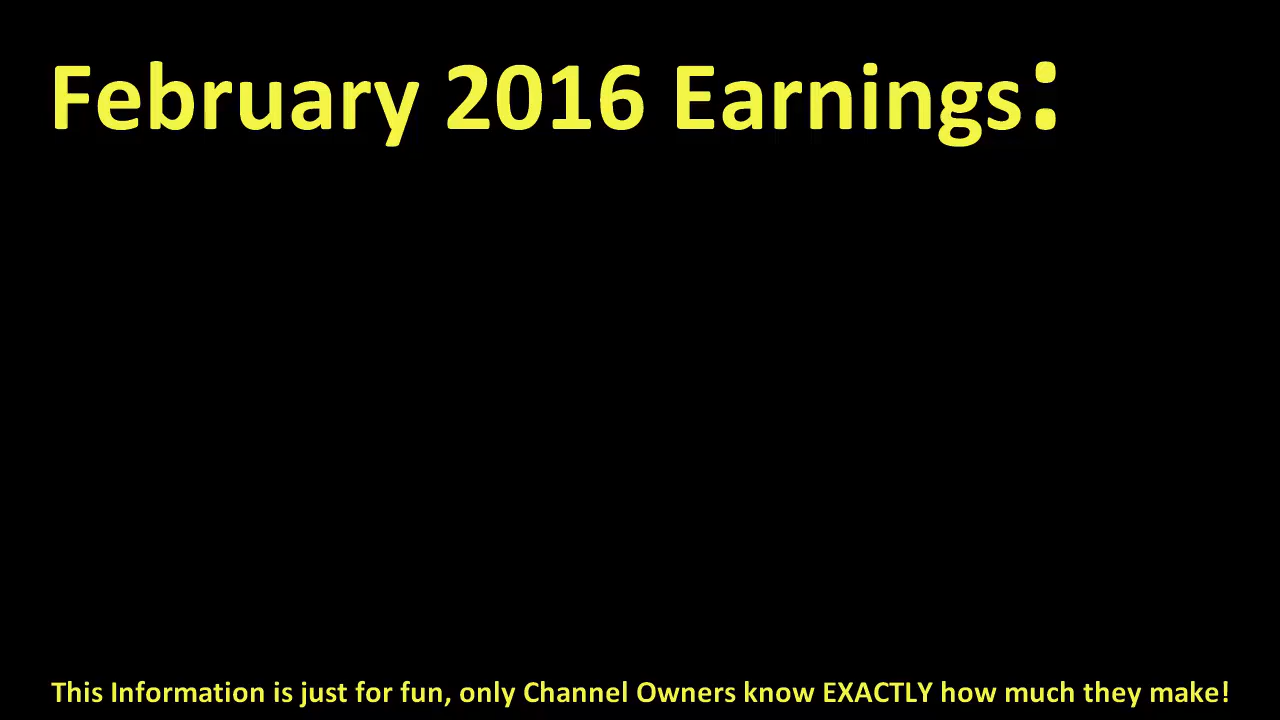 February 2016 Earnings:
This Information is just for fun, only Channel Owners know EXACTLY how much they make!